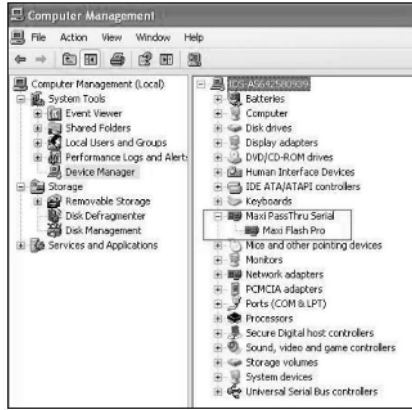 Computer Management
File Action View Window Help
Computer Management (Local)
System Tools
Event Viewer
Shared Folders
Local Users and Groups
Performance Logs and Alert
Device Manager
Storage
Removable Storage
Disk Defragmenter
Disk Management
Services and Applications
Batteries
Computer
Disk drives
Display adapters
DVD/CD-ROM drives
Human Interface Devices
IDE ATA/ATAPI controllers
Keyboards
Maxi PassThru Serial
Maxi Flash Pro
Mice and other pointing devices
Monitors
Network adapters
PCMCIA adapters
Ports (COM & LPT)
Processors
Secure Digital host controllers
Sound, video and game controllers
Storage volumes
System devices
Universal Serial Bus controllers